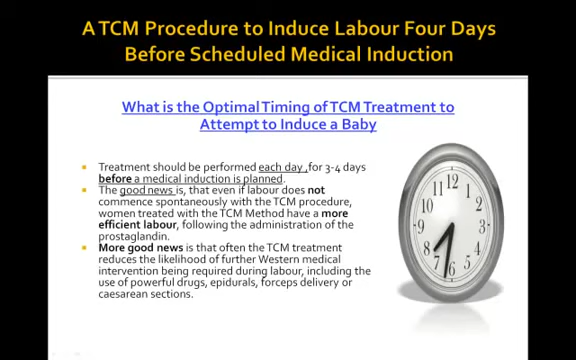 A TCM Procedure to Induce Labour Four Days
Before Scheduled Medical Induction
What is the Optimal Timing of TCM Treatment to
Attempt to Induce a Baby
Treatment should be performed each day ,for 3-4 days
before a medical induction is planned.
The good news is, that even if labour does not
commence spontaneously with the TCM procedure,
women treated with the TCM Method have a more
efficient labour, following the administration of the
prostaglandin.
More good news is that often the TCM treatment
reduces the likelihood of further Western medical
intervention being required during labour, including the
use of powerful drugs, epidurals, forceps delivery or
caesarean sections.
12
1
2
3
4
5
6
7
8
9
10
11